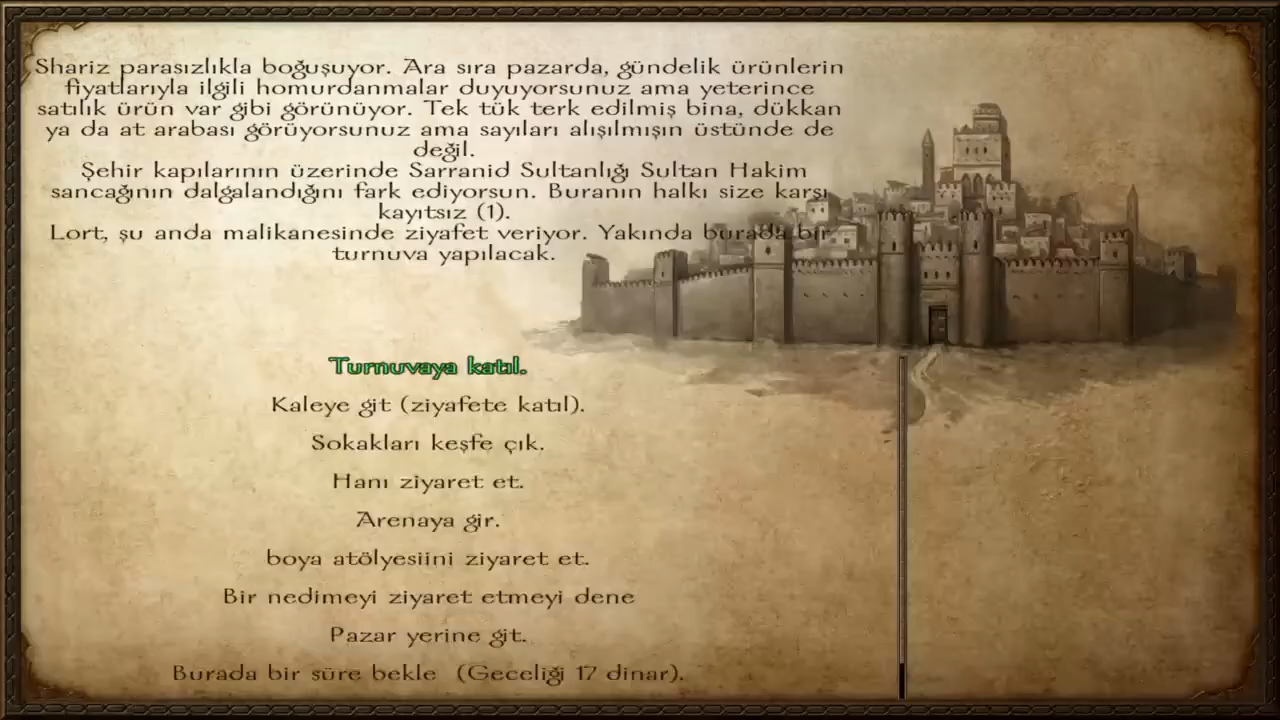 Shariz parasızlıkla boğuşuyor. Ara sıra pazarda, gündelik ürünlerin
fiyatlarıyla ilgili homurdanmalar duyuyorsunuz ama yeterince
satılık ürün var gibi görünüyor. Tek tük terk edilmiş bina, dükkan
ya da at arabası görüyorsunuz ama sayıları alışılmışın üstünde de
değil.
Şehir kapılarının üzerinde Sarranid Sultanlığı Sultan Hakim
sancağının dalgalandığını fark ediyorsun. Buranın halkı size karşı
kayıtsız (1).
Lort, şu anda malikanesinde ziyafet veriyor. Yakında burada bir
turnuva yapılacak.
Turnuvaya katıl.
Kaleye git (ziyafete katıl).
Sokakları keşfe çık.
Hanı ziyaret et.
Arenaya gir.
boya atölyesiini ziyaret et.
Bir nedimeyi ziyaret etmeyi dene
Pazar yerine git.
Burada bir süre bekle  (Geceliği 17 dinar).